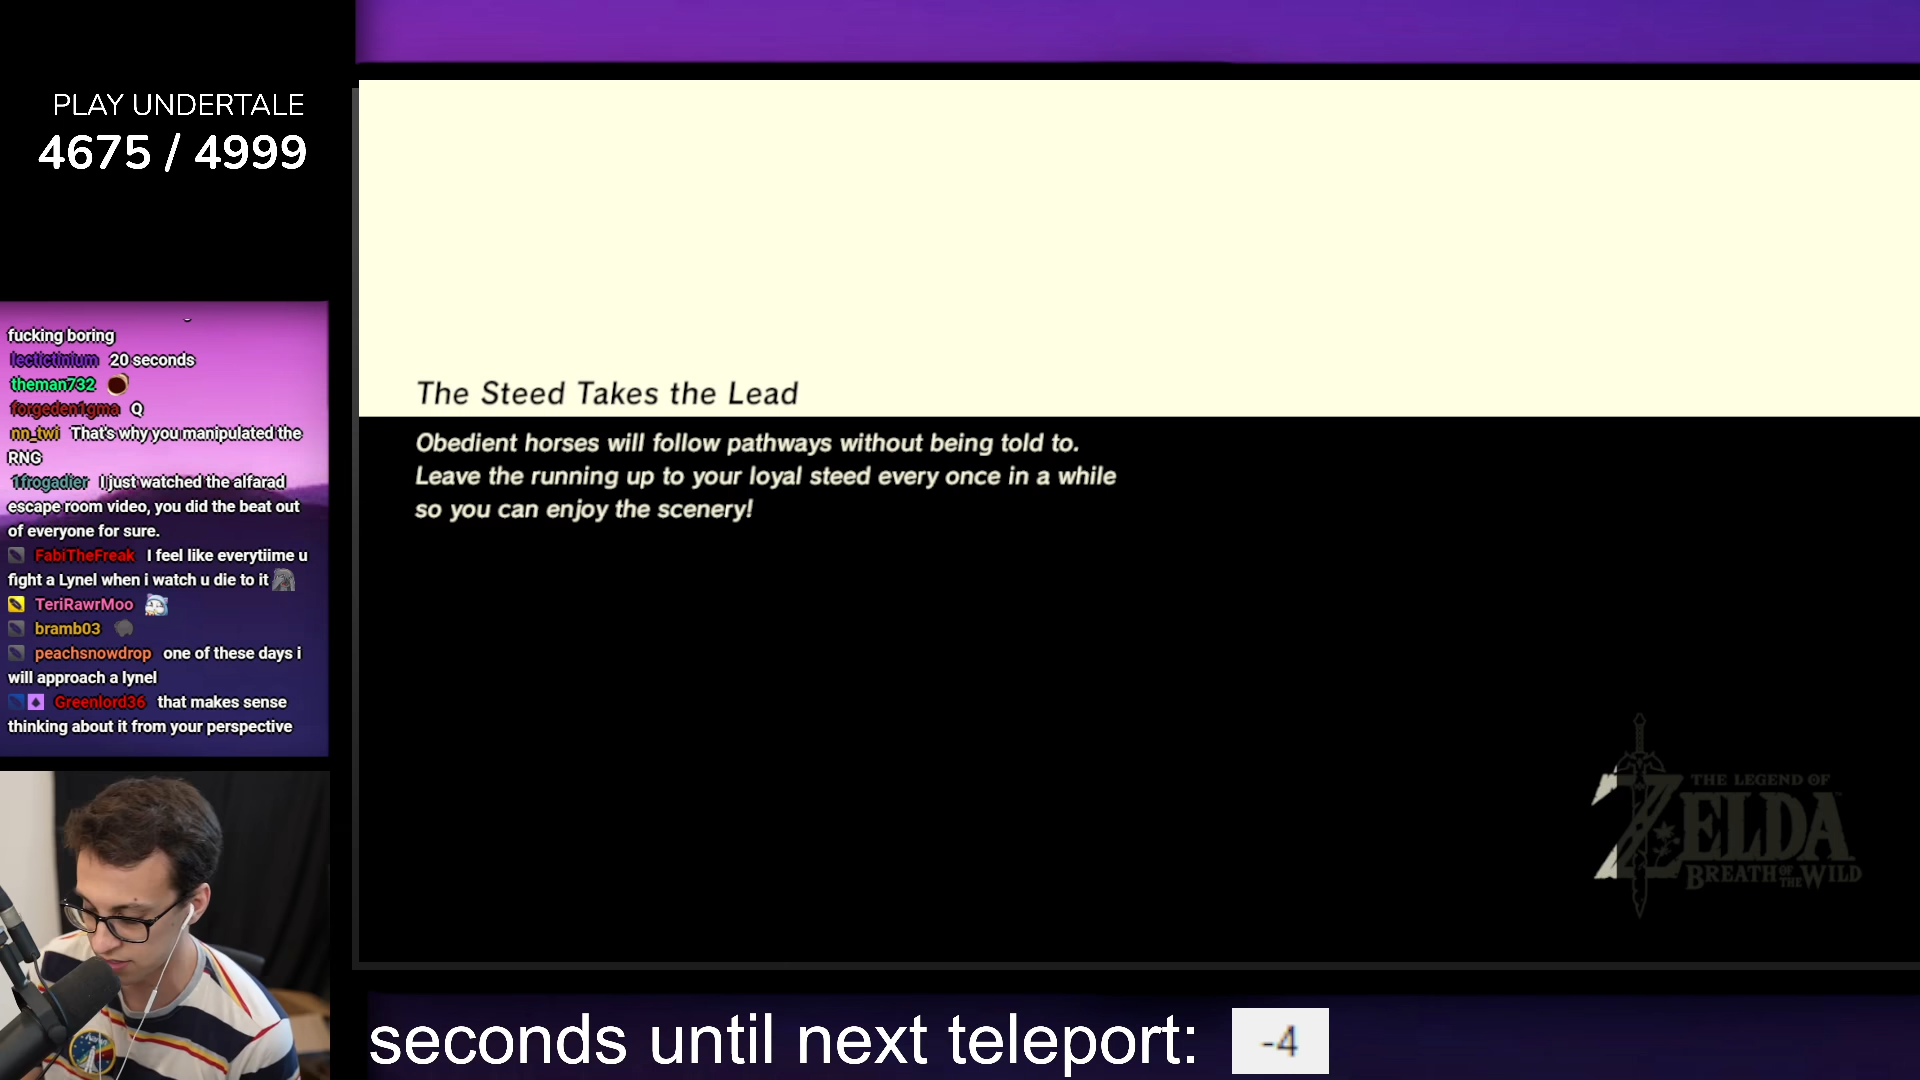 PLAY UNDERTALE
4675 / 4999
fucking boring
lectictinium 20 seconds
theman732
forgeden1gma Q
nn_twi That's why you manipulated the
RNG
1frogadier I just watched the alfarad
escape room video, you did the beat out
of everyone for sure.
FabiTheFreak I feel like everytiime u
fight a Lynel when i watch u die to it
TeriRawrMoo
bramb03
peachsnowdrop one of these days i
will approach a lynel
Greenlord36 that makes sense
thinking about it from your perspective
The Steed Takes the Lead
Obedient horses will follow pathways without being told to.
Leave the running up to your loyal steed every once in a while
so you can enjoy the scenery!
THE LEGEND OF
ZELDA
BREATH OF THE WILD
seconds until next teleport: -4